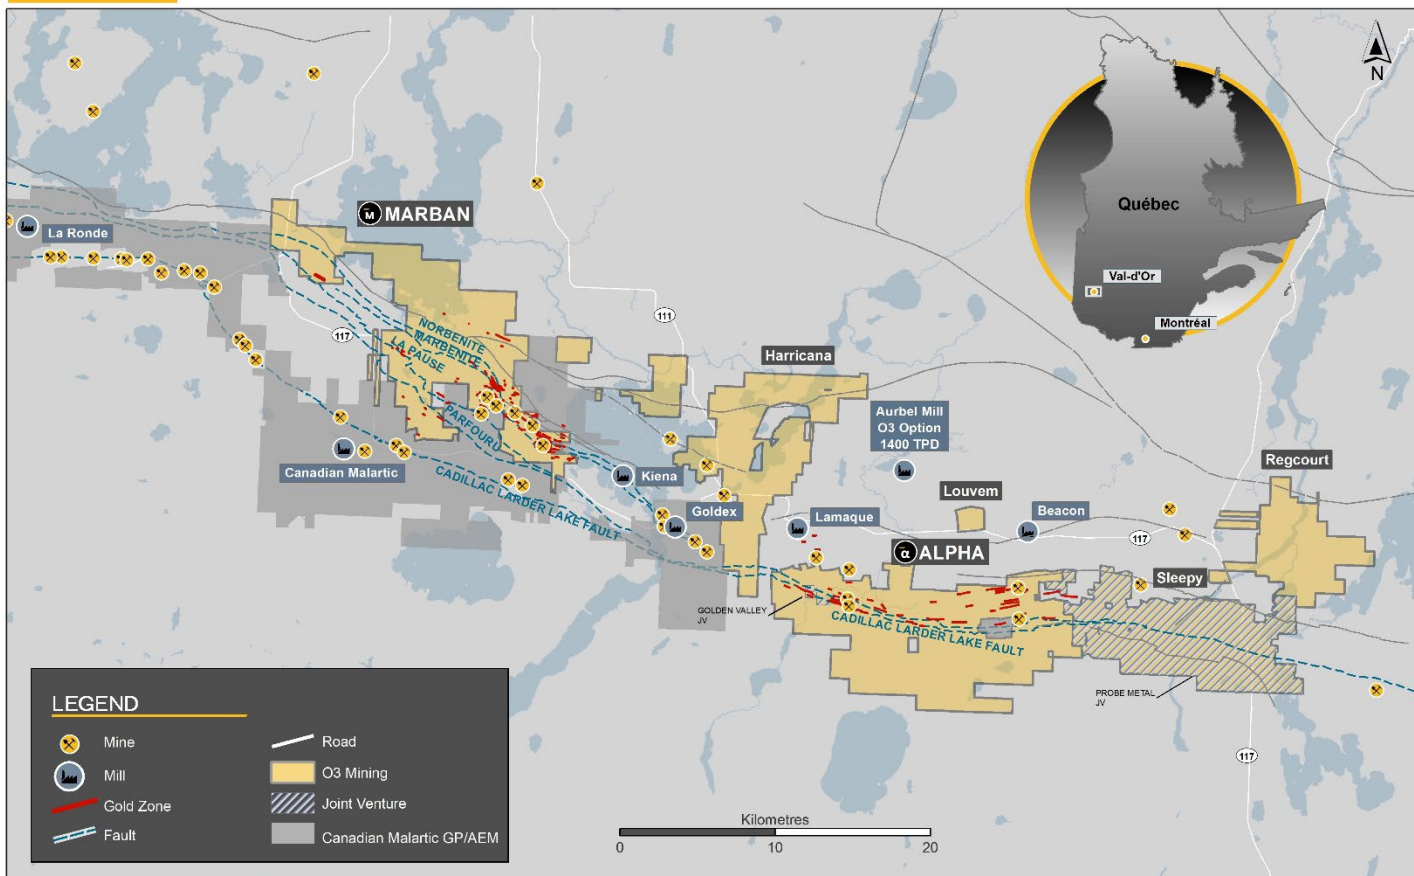 N
Québec
Val-d'Or
Montréal
M MARBAN
La Ronde
117
111
NORBENITE
MARBENITE
LA PAUSE
PARFOURU
Harricana
Aurbel Mill
O3 Option
1400 TPD
Canadian Malartic
CADILLAC LARDER LAKE FAULT
Kiena
Goldex
Lamaque
Louvem
Beacon
Regcourt
117
α ALPHA
Sleepy
GOLDEN VALLEY
JV
CADILLAC LARDER LAKE FAULT
PROBE METAL
JV
117
LEGEND
Mine
Mill
Gold Zone
Fault
Road
O3 Mining
Joint Venture
Canadian Malartic GP/AEM
Kilometres
0 10 20